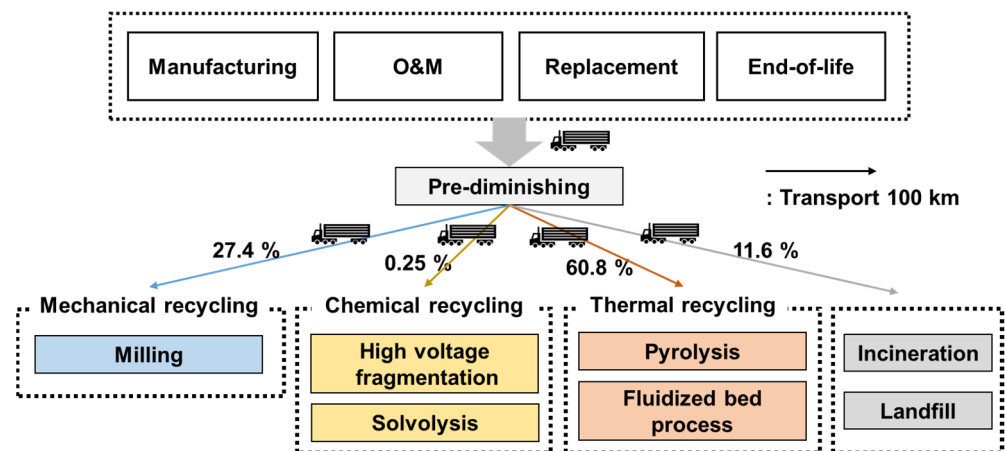 Manufacturing
O&M
Replacement
End-of-life
Pre-diminishing
: Transport 100 km
27.4 %
0.25 %
60.8 %
11.6 %
Mechanical recycling
Chemical recycling
Thermal recycling
Milling
High voltage
fragmentation
Solvolysis
Pyrolysis
Fluidized bed
process
Incineration
Landfill